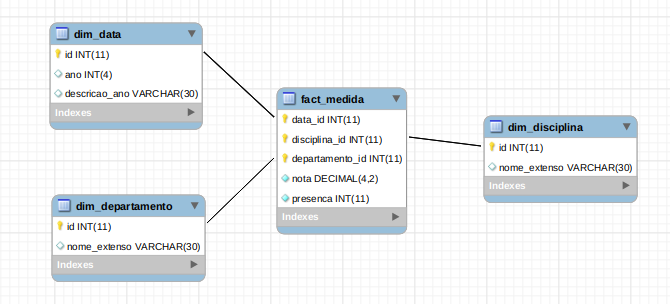 dim_data
id INT(11)
ano INT(4)
descricao_ano VARCHAR(30)
Indexes
fact_medida
data_id INT(11)
disciplina_id INT(11)
departamento_id INT(11)
nota DECIMAL(4,2)
presenca INT(11)
Indexes
dim_disciplina
id INT(11)
nome_extenso VARCHAR(30)
Indexes
dim_departamento
id INT(11)
nome_extenso VARCHAR(30)
Indexes